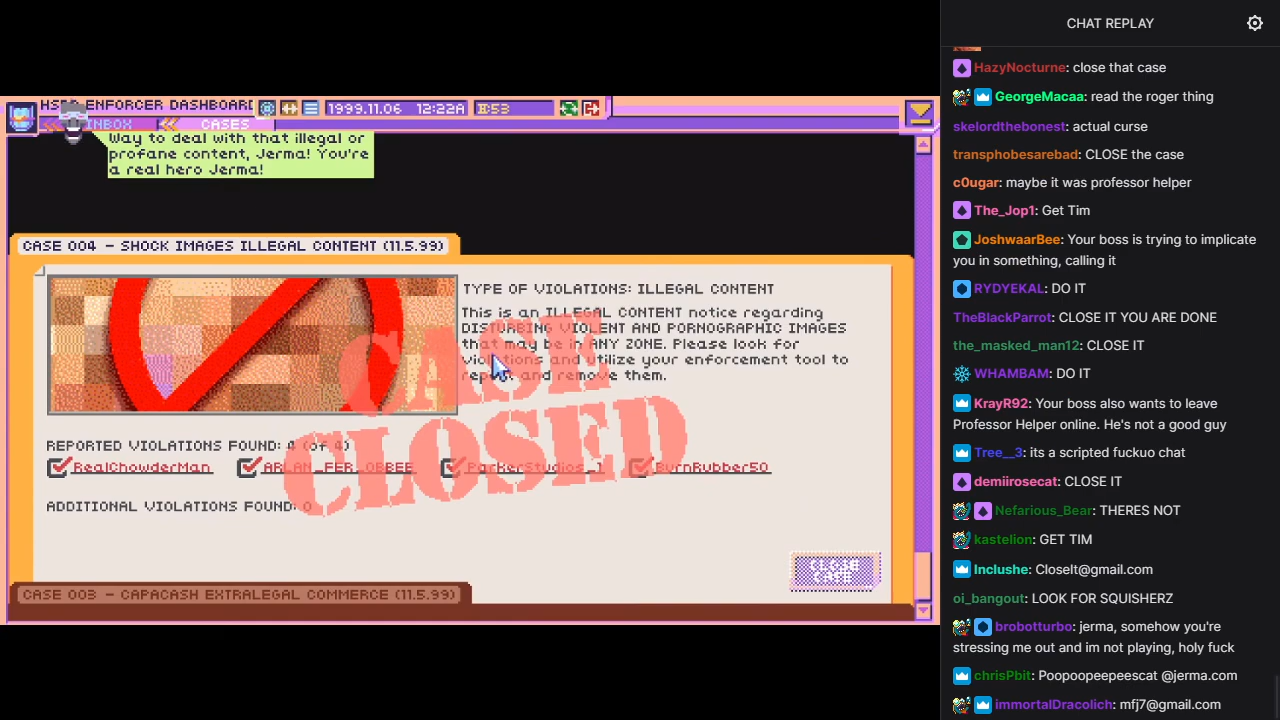 HSPD ENFORCER DASHBOARD
1999.11.06 12:22A
53
INBOX
CASES
Way to deal with that illegal or
profane content, Jerma! You're
a real hero Jerma!
CASE 004 - SHOCK IMAGES ILLEGAL CONTENT (11.5.99)
TYPE OF VIOLATIONS: ILLEGAL CONTENT
This is an ILLEGAL CONTENT notice regarding
DISTURBING VIOLENT AND PORNOGRAPHIC IMAGES
that may be in ANY ZONE. Please look for
violations and utilize your enforcement tool to
report and remove them.
CASE
CLOSED
REPORTED VIOLATIONS FOUND: 4 (of 4)
RealChowderMan
ARLAN_FER_OBBEE
ParkerStudios_1
BurnRubber50
ADDITIONAL VIOLATIONS FOUND: 0
CLOSE
CASE
CASE 003 - CAPACASH EXTRALEGAL COMMERCE (11.5.99)
CHAT REPLAY
HazyNocturne: close that case
GeorgeMacaa: read the roger thing
skelordthebonest: actual curse
transphobesarebad: CLOSE the case
c0ugar: maybe it was professor helper
The_Jop1: Get Tim
JoshwaarBee: Your boss is trying to implicate
you in something, calling it
RYDYEKAL: DO IT
TheBlackParrot: CLOSE IT YOU ARE DONE
the_masked_man12: CLOSE IT
WHAMBAM: DO IT
KrayR92: Your boss also wants to leave
Professor Helper online. He's not a good guy
Tree__3: its a scripted fuckuo chat
demiirosecat: CLOSE IT
Nefarious_Bear: THERES NOT
kastelion: GET TIM
Inclushe: CloseIt@gmail.com
oi_bangout: LOOK FOR SQUISHERZ
brobotturbo: jerma, somehow you're
stressing me out and im not playing, holy fuck
chrisPbit: Poopoopeepeescat @jerma.com
immortalDracolich: mfj7@gmail.com